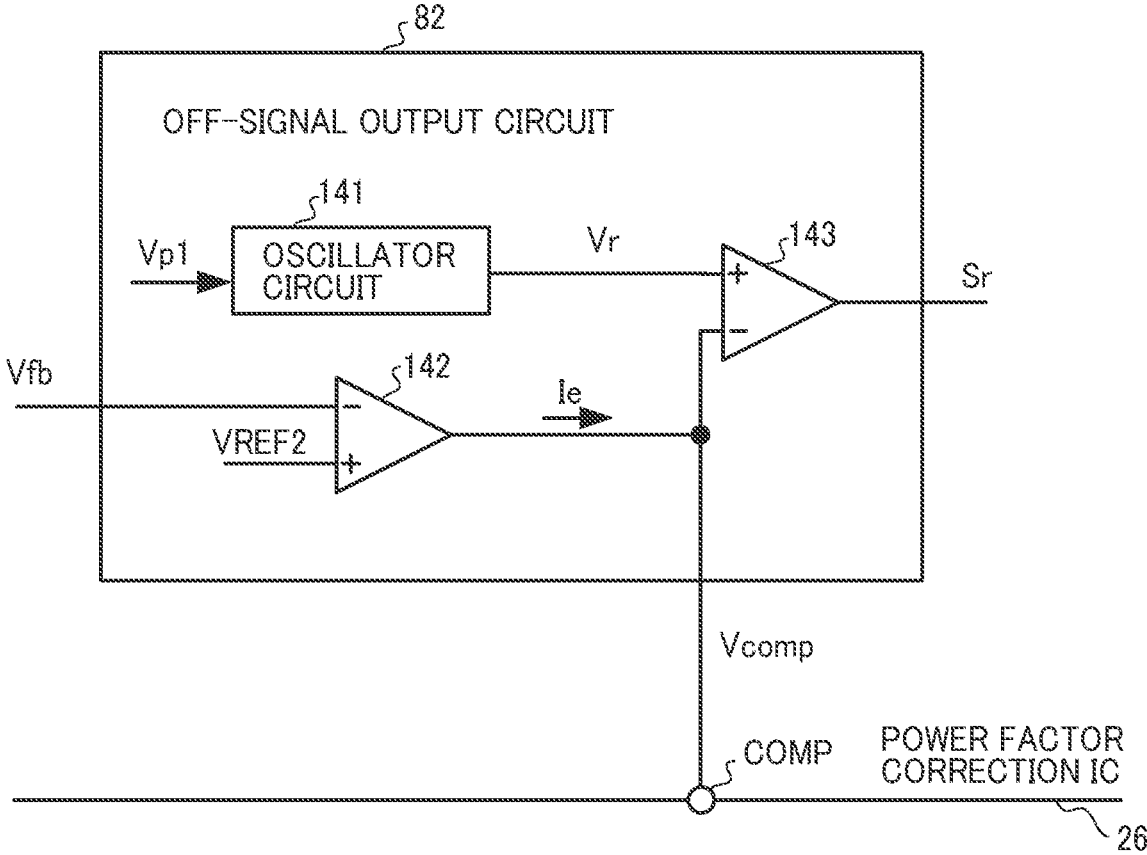 82
OFF-SIGNAL OUTPUT CIRCUIT
141
Vp1
OSCILLATOR
CIRCUIT
Vr
143
+
−
Sr
Vfb
142
−
Ie
VREF2
+
Vcomp
COMP
POWER FACTOR
CORRECTION IC
26